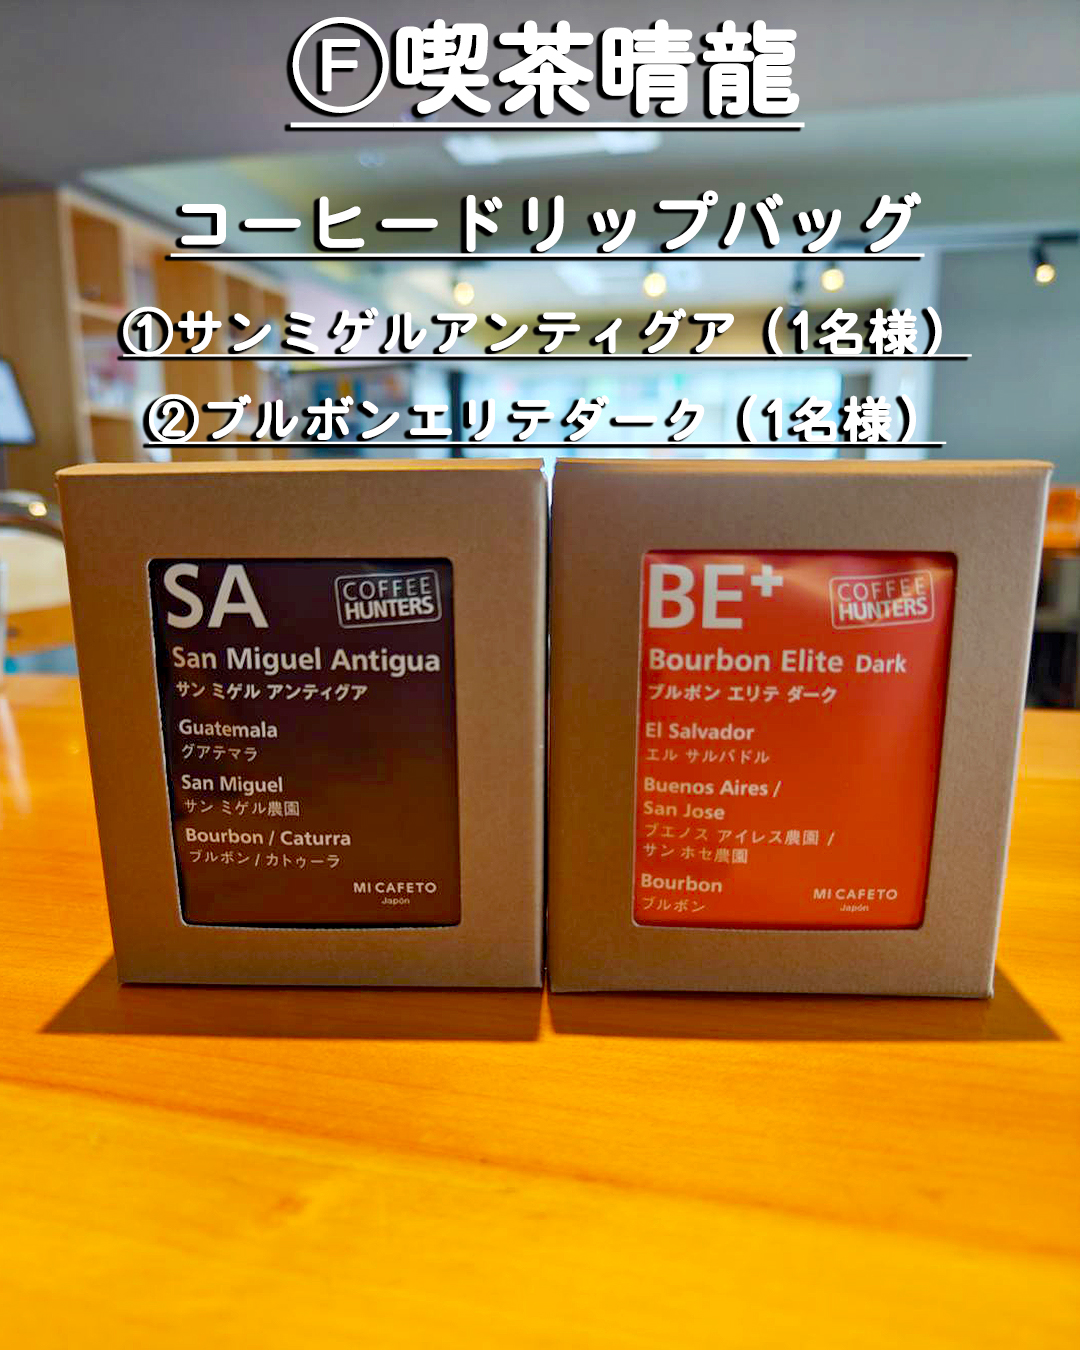 Ⓕ喫茶晴龍
コーヒードリップバッグ
①サンミゲルアンティグア（1名様）
②ブルボンエリテダーク（1名様）
SA
COFFEE
HUNTERS
San Miguel Antigua
サン ミゲル アンティグア
Guatemala
グアテマラ
San Miguel
サン ミゲル農園
Bourbon / Caturra
ブルボン / カトゥーラ
MI CAFETO
Japón
BE+
COFFEE
HUNTERS
Bourbon Elite Dark
ブルボン エリテ ダーク
El Salvador
エル サルバドル
Buenos Aires /
San Jose
ブエノス アイレス農園 /
サン ホセ農園
Bourbon
ブルボン
MI CAFETO
Japón